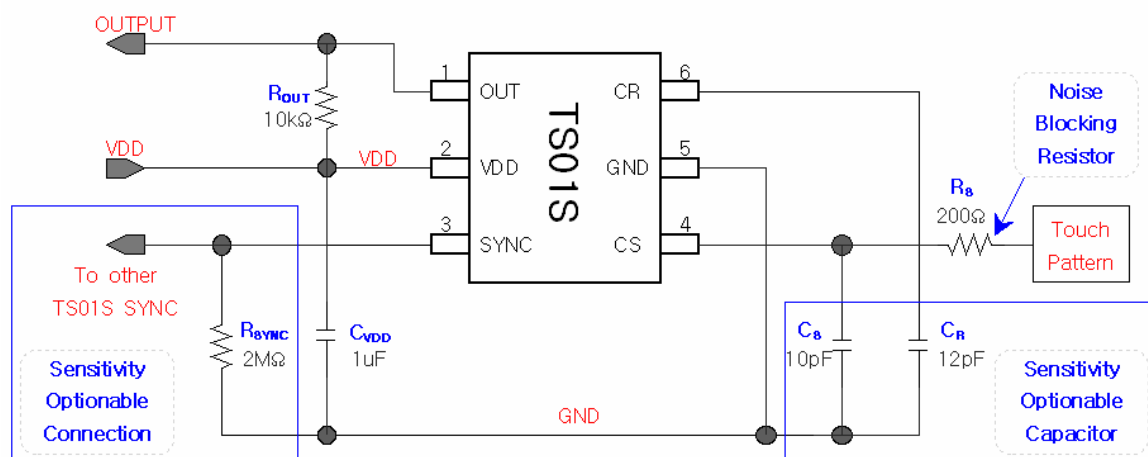 OUTPUT
ROUT
10kΩ
VDD
VDD
1
OUT
2
VDD
3
SYNC
TS01S
6
CR
5
GND
4
CS
Noise
Blocking
Resistor
RS
200Ω
Touch
Pattern
To other
TS01S SYNC
RSYNC
2MΩ
CVDD
1uF
CS
10pF
CR
12pF
Sensitivity
Optionable
Connection
GND
Sensitivity
Optionable
Capacitor